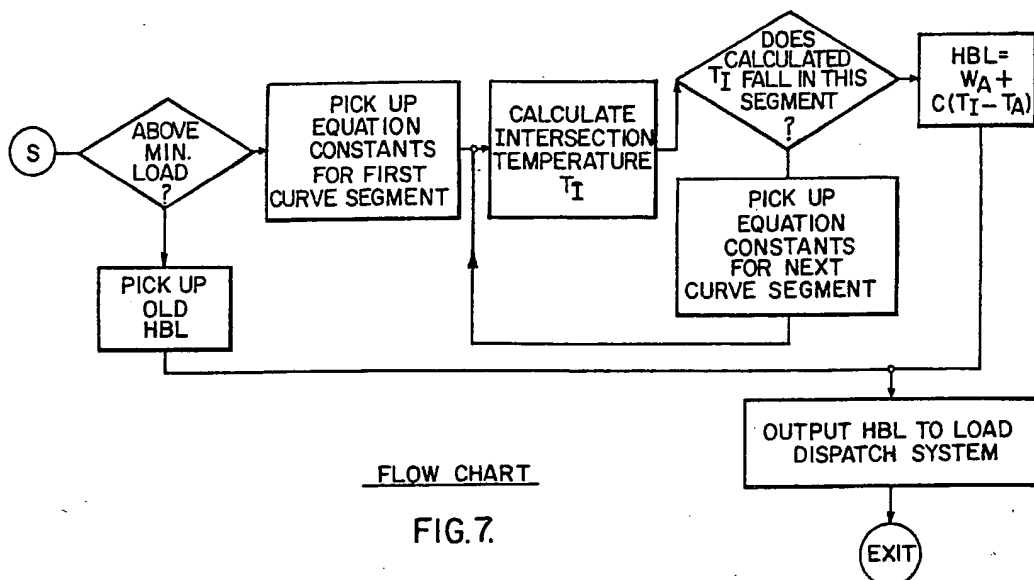 S
ABOVE
MIN.
LOAD
?
PICK UP
OLD
HBL
PICK UP
EQUATION
CONSTANTS
FOR FIRST
CURVE SEGMENT
CALCULATE
INTERSECTION
TEMPERATURE
TI
DOES
CALCULATED
TI FALL IN THIS
SEGMENT
?
PICK UP
EQUATION
CONSTANTS
FOR NEXT
CURVE SEGMENT
HBL=
WA +
C(TI-TA)
OUTPUT HBL TO LOAD
DISPATCH SYSTEM
EXIT
FLOW CHART
FIG.7.